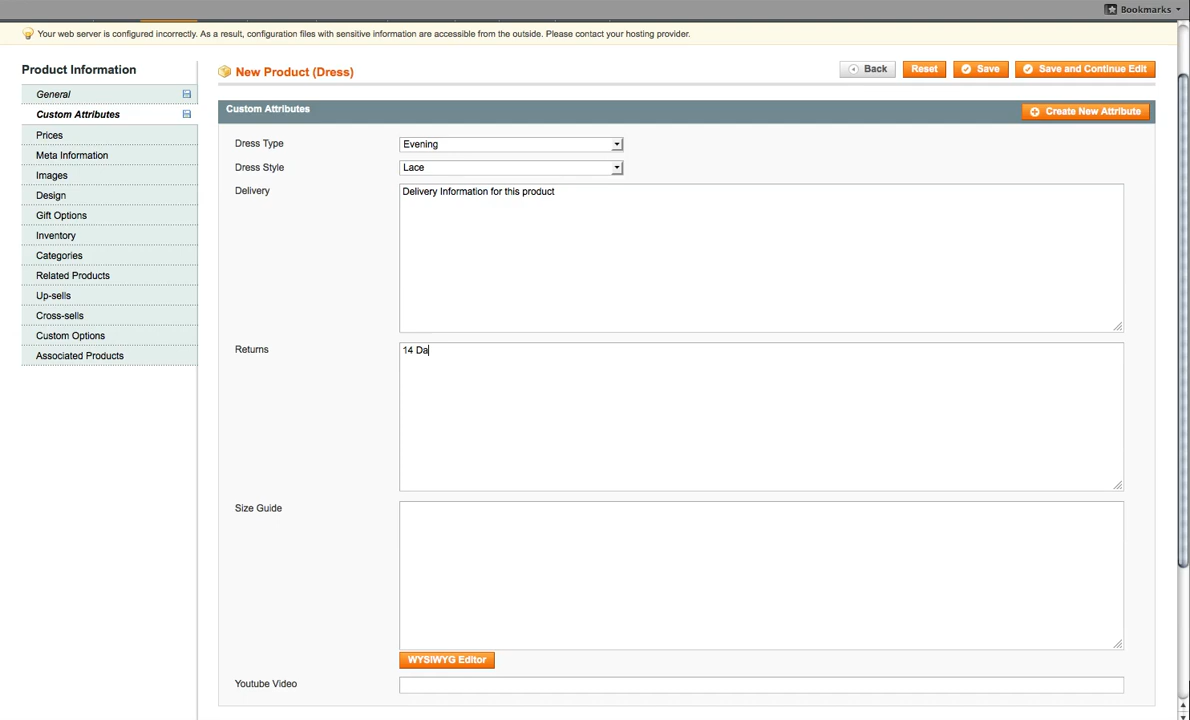 Bookmarks
Your web server is configured incorrectly. As a result, configuration files with sensitive information are accessible from the outside. Please contact your hosting provider.
Product Information
New Product (Dress)
Back
Reset
Save
Save and Continue Edit
General
Custom Attributes
Prices
Meta Information
Images
Design
Gift Options
Inventory
Categories
Related Products
Up-sells
Cross-sells
Custom Options
Associated Products
Custom Attributes
Create New Attribute
Dress Type
Evening
Dress Style
Lace
Delivery
Delivery Information for this product
Returns
14 Da
Size Guide
WYSIWYG Editor
Youtube Video